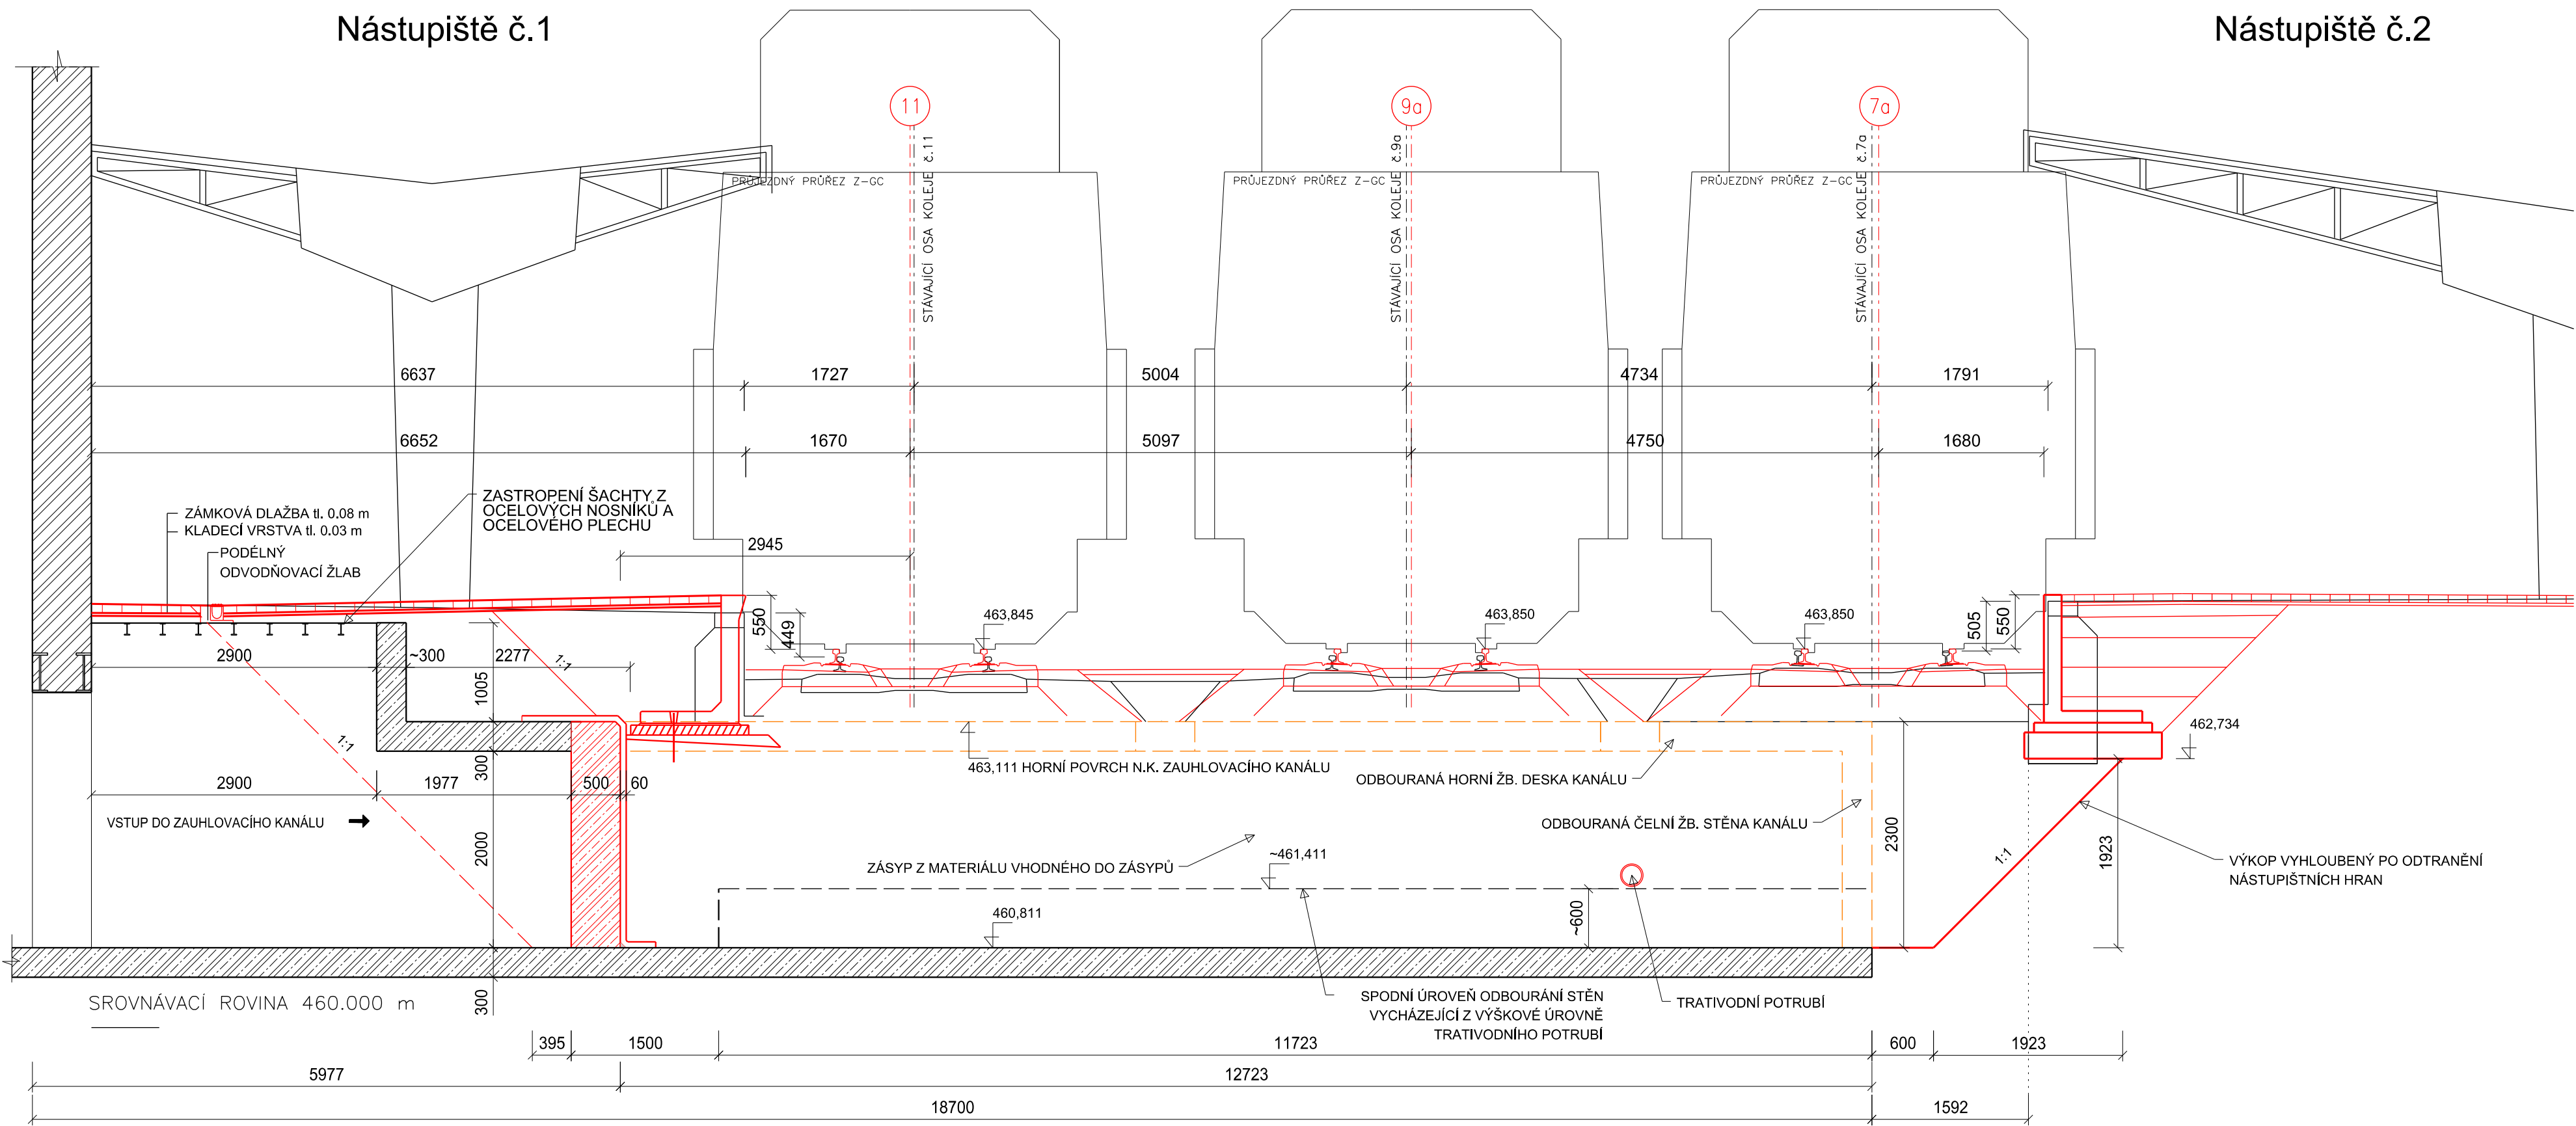 Nástupiště č.1
Nástupiště č.2
11
9a
7a
STÁVAJÍCÍ OSA KOLEJE č.11
STÁVAJÍCÍ OSA KOLEJE č.9a
STÁVAJÍCÍ OSA KOLEJE č.7a
PRŮJEZDNÝ PRŮŘEZ Z-GC
PRŮJEZDNÝ PRŮŘEZ Z-GC
PRŮJEZDNÝ PRŮŘEZ Z-GC
6637
1727
5004
4734
1791
6652
1670
5097
4750
1680
ZASTROPENÍ ŠACHTY Z
OCELOVÝCH NOSNÍKŮ A
OCELOVÉHO PLECHU
ZÁMKOVÁ DLAŽBA tl. 0.08 m
KLADECÍ VRSTVA tl. 0.03 m
PODÉLNÝ
ODVODŇOVACÍ ŽLAB
2945
550
449
463,845
463,850
463,850
505
550
2900
~300
2277
1:1
1005
1:1
462,734
463,111 HORNÍ POVRCH N.K. ZAUHLOVACÍHO KANÁLU
ODBOURANÁ HORNÍ ŽB. DESKA KANÁLU
300
2900
1977
500
60
VSTUP DO ZAUHLOVACÍHO KANÁLU
ODBOURANÁ ČELNÍ ŽB. STĚNA KANÁLU
2000
2300
1923
1:1
ZÁSYP Z MATERIÁLU VHODNÉHO DO ZÁSYPŮ
~461,411
VÝKOP VYHLOUBENÝ PO ODTRANĚNÍ
NÁSTUPIŠTNÍCH HRAN
460,811
~600
SROVNÁVACÍ ROVINA 460.000 m
300
SPODNÍ ÚROVEŇ ODBOURÁNÍ STĚN
VYCHÁZEJÍCÍ Z VÝŠKOVÉ ÚROVNĚ
TRATIVODNÍHO POTRUBÍ
TRATIVODNÍ POTRUBÍ
395
1500
11723
600
1923
5977
12723
18700
1592